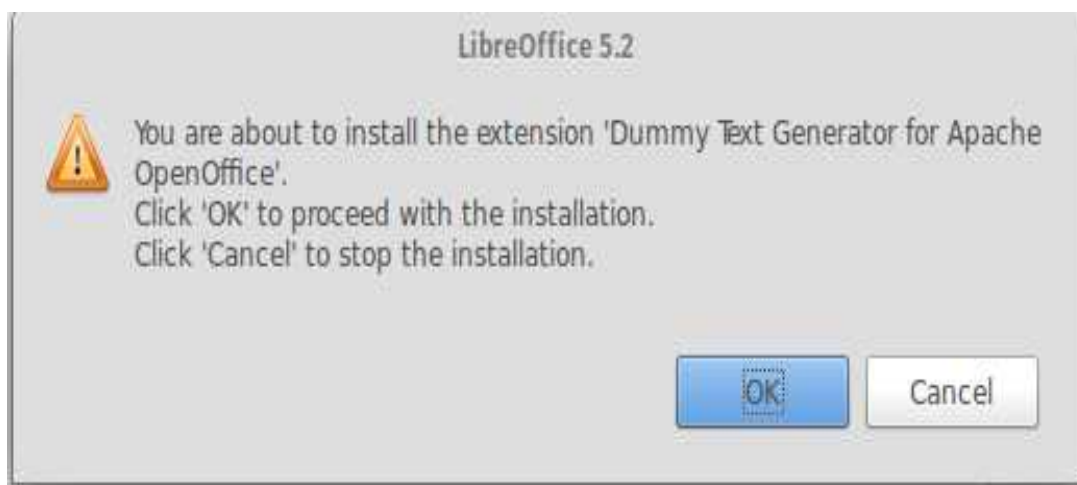 LibreOffice 5.2
You are about to install the extension 'Dummy Text Generator for Apache
OpenOffice'.
Click 'OK' to proceed with the installation.
Click 'Cancel' to stop the installation.
OK
Cancel